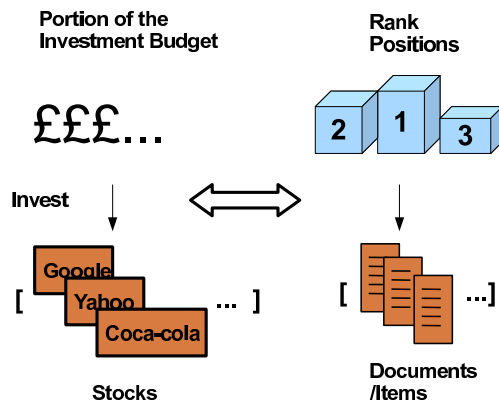 Portion of the
Investment Budget
Rank
Positions
£££...
2 1 3
Invest
[ Google
Yahoo
Coca-cola ... ]
[ ...]
Stocks
Documents
/Items